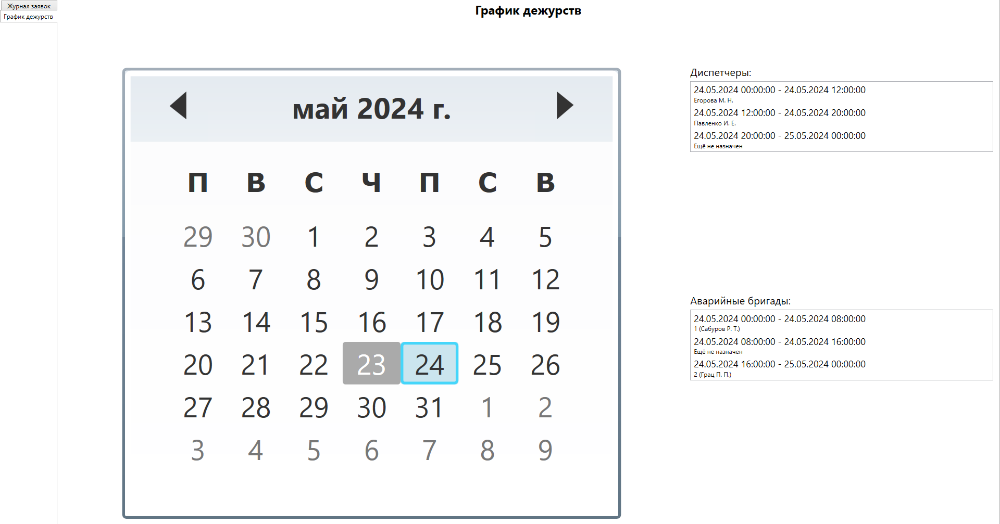 Журнал заявок
График дежурств
График дежурств
май 2024 г.
П В С Ч П С В
29 30 1 2 3 4 5
6 7 8 9 10 11 12
13 14 15 16 17 18 19
20 21 22 23 24 25 26
27 28 29 30 31 1 2
3 4 5 6 7 8 9
Диспетчеры:
24.05.2024 00:00:00 - 24.05.2024 12:00:00
Егорова М. Н.
24.05.2024 12:00:00 - 24.05.2024 20:00:00
Павленко И. Е.
24.05.2024 20:00:00 - 25.05.2024 00:00:00
Ещё не назначен
Аварийные бригады:
24.05.2024 00:00:00 - 24.05.2024 08:00:00
1 (Сабуров Р. Т.)
24.05.2024 08:00:00 - 24.05.2024 16:00:00
Ещё не назначен
24.05.2024 16:00:00 - 25.05.2024 00:00:00
2 (Грац П. П.)